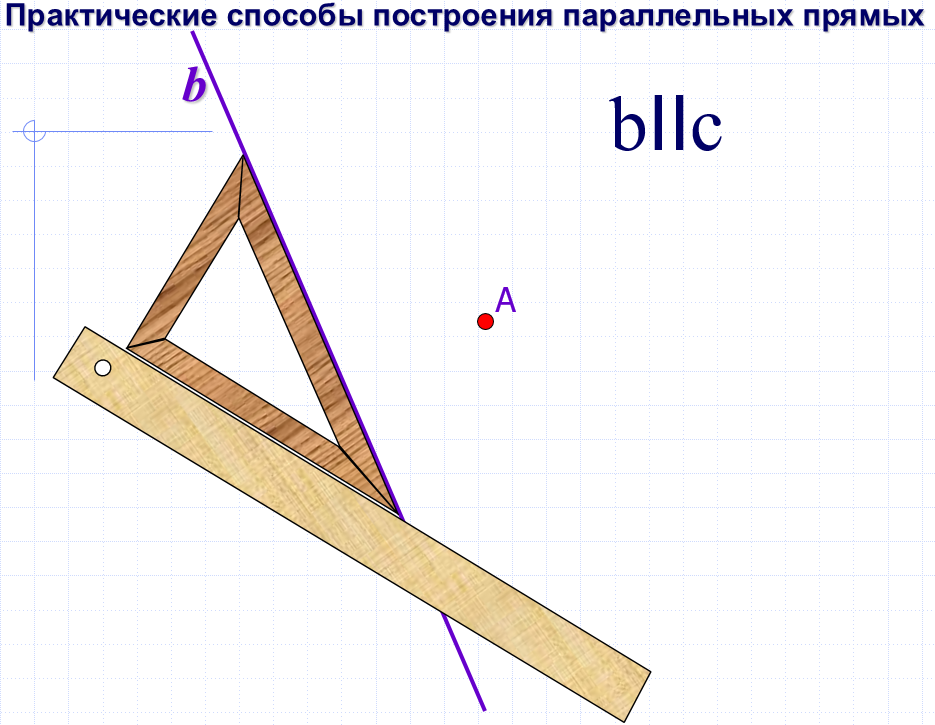 Практические способы построения параллельных прямых
b
bllc
A